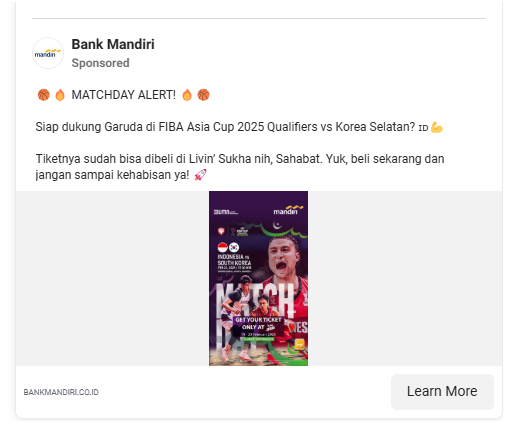 mandiri
Bank Mandiri
Sponsored
🏀🔥 MATCHDAY ALERT! 🔥🏀
Siap dukung Garuda di FIBA Asia Cup 2025 Qualifiers vs Korea Selatan? ɪᴅ💪
Tiketnya sudah bisa dibeli di Livin’ Sukha nih, Sahabat. Yuk, beli sekarang dan
jangan sampai kehabisan ya! 🚀
BUMN mandiri
INDONESIA vs
SOUTH KOREA
MATCH
GET YOUR TICKET
ONLY AT
BANKMANDIRI.CO.ID
Learn More